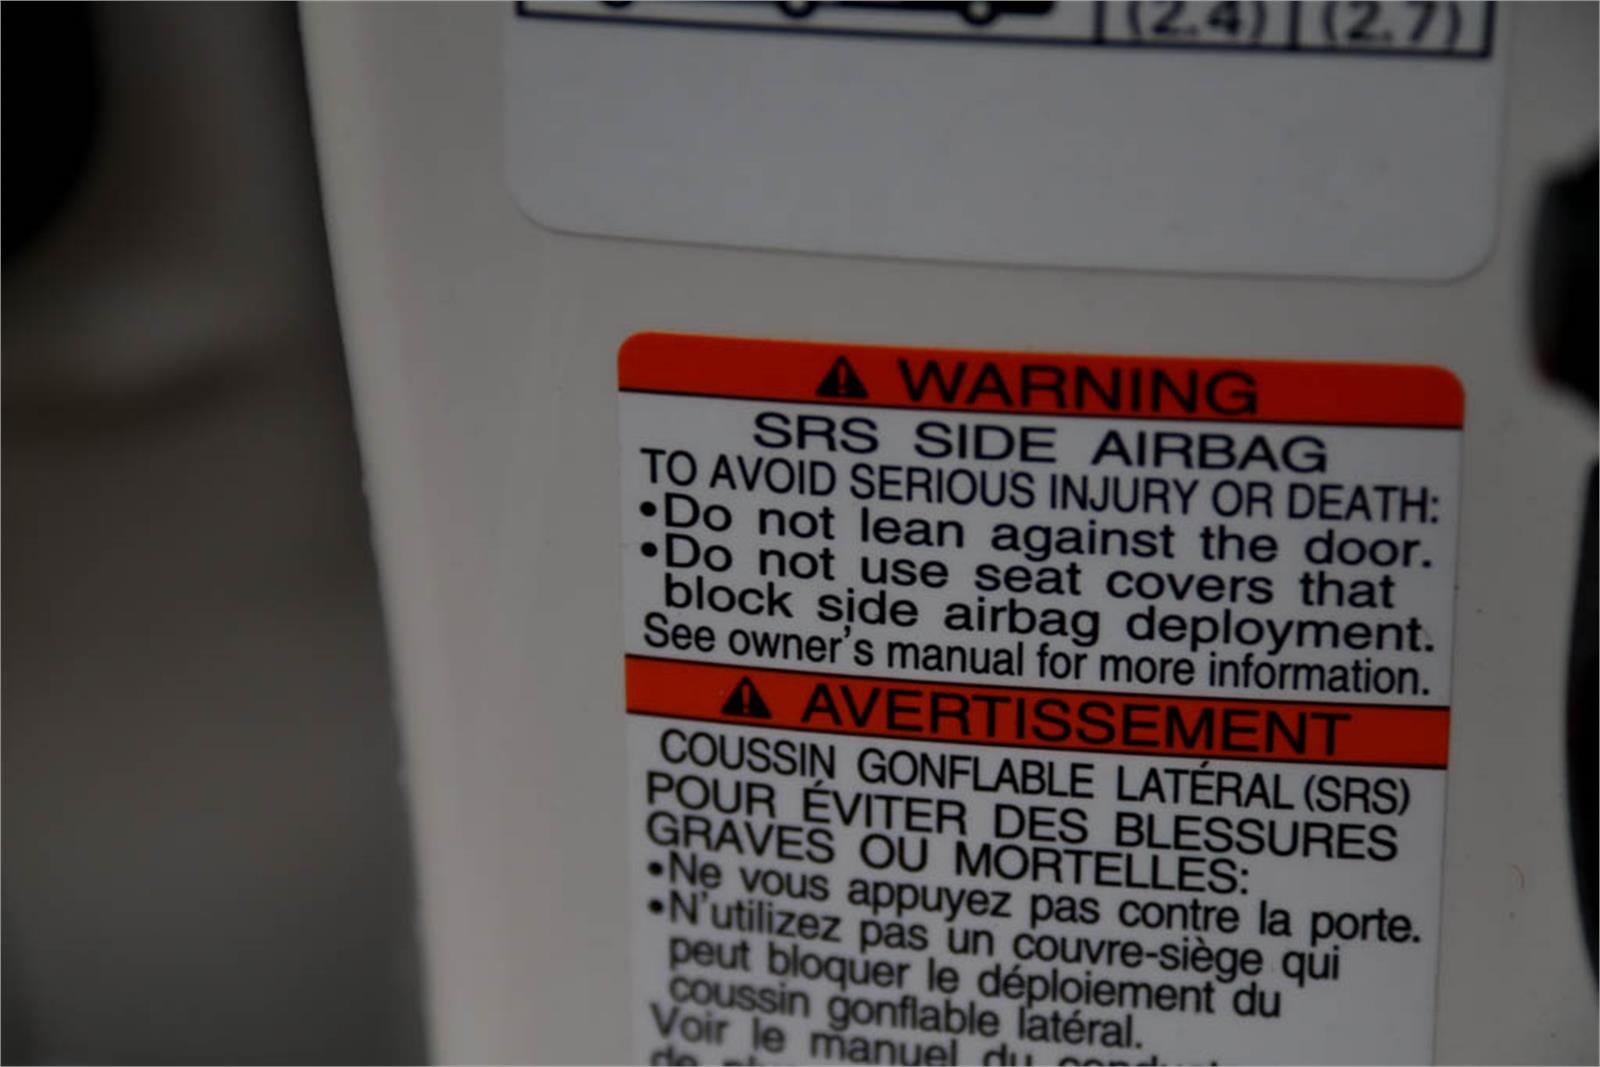 (2.4) (2.7)
⚠ WARNING
SRS SIDE AIRBAG
TO AVOID SERIOUS INJURY OR DEATH:
•Do not lean against the door.
•Do not use seat covers that
block side airbag deployment.
See owner's manual for more information.
⚠ AVERTISSEMENT
COUSSIN GONFLABLE LATÉRAL (SRS)
POUR ÉVITER DES BLESSURES
GRAVES OU MORTELLES:
•Ne vous appuyez pas contre la porte.
•N'utilizez pas un couvre-siège qui
peut bloquer le déploiement du
coussin gonflable latéral.
Voir le manuel du
de